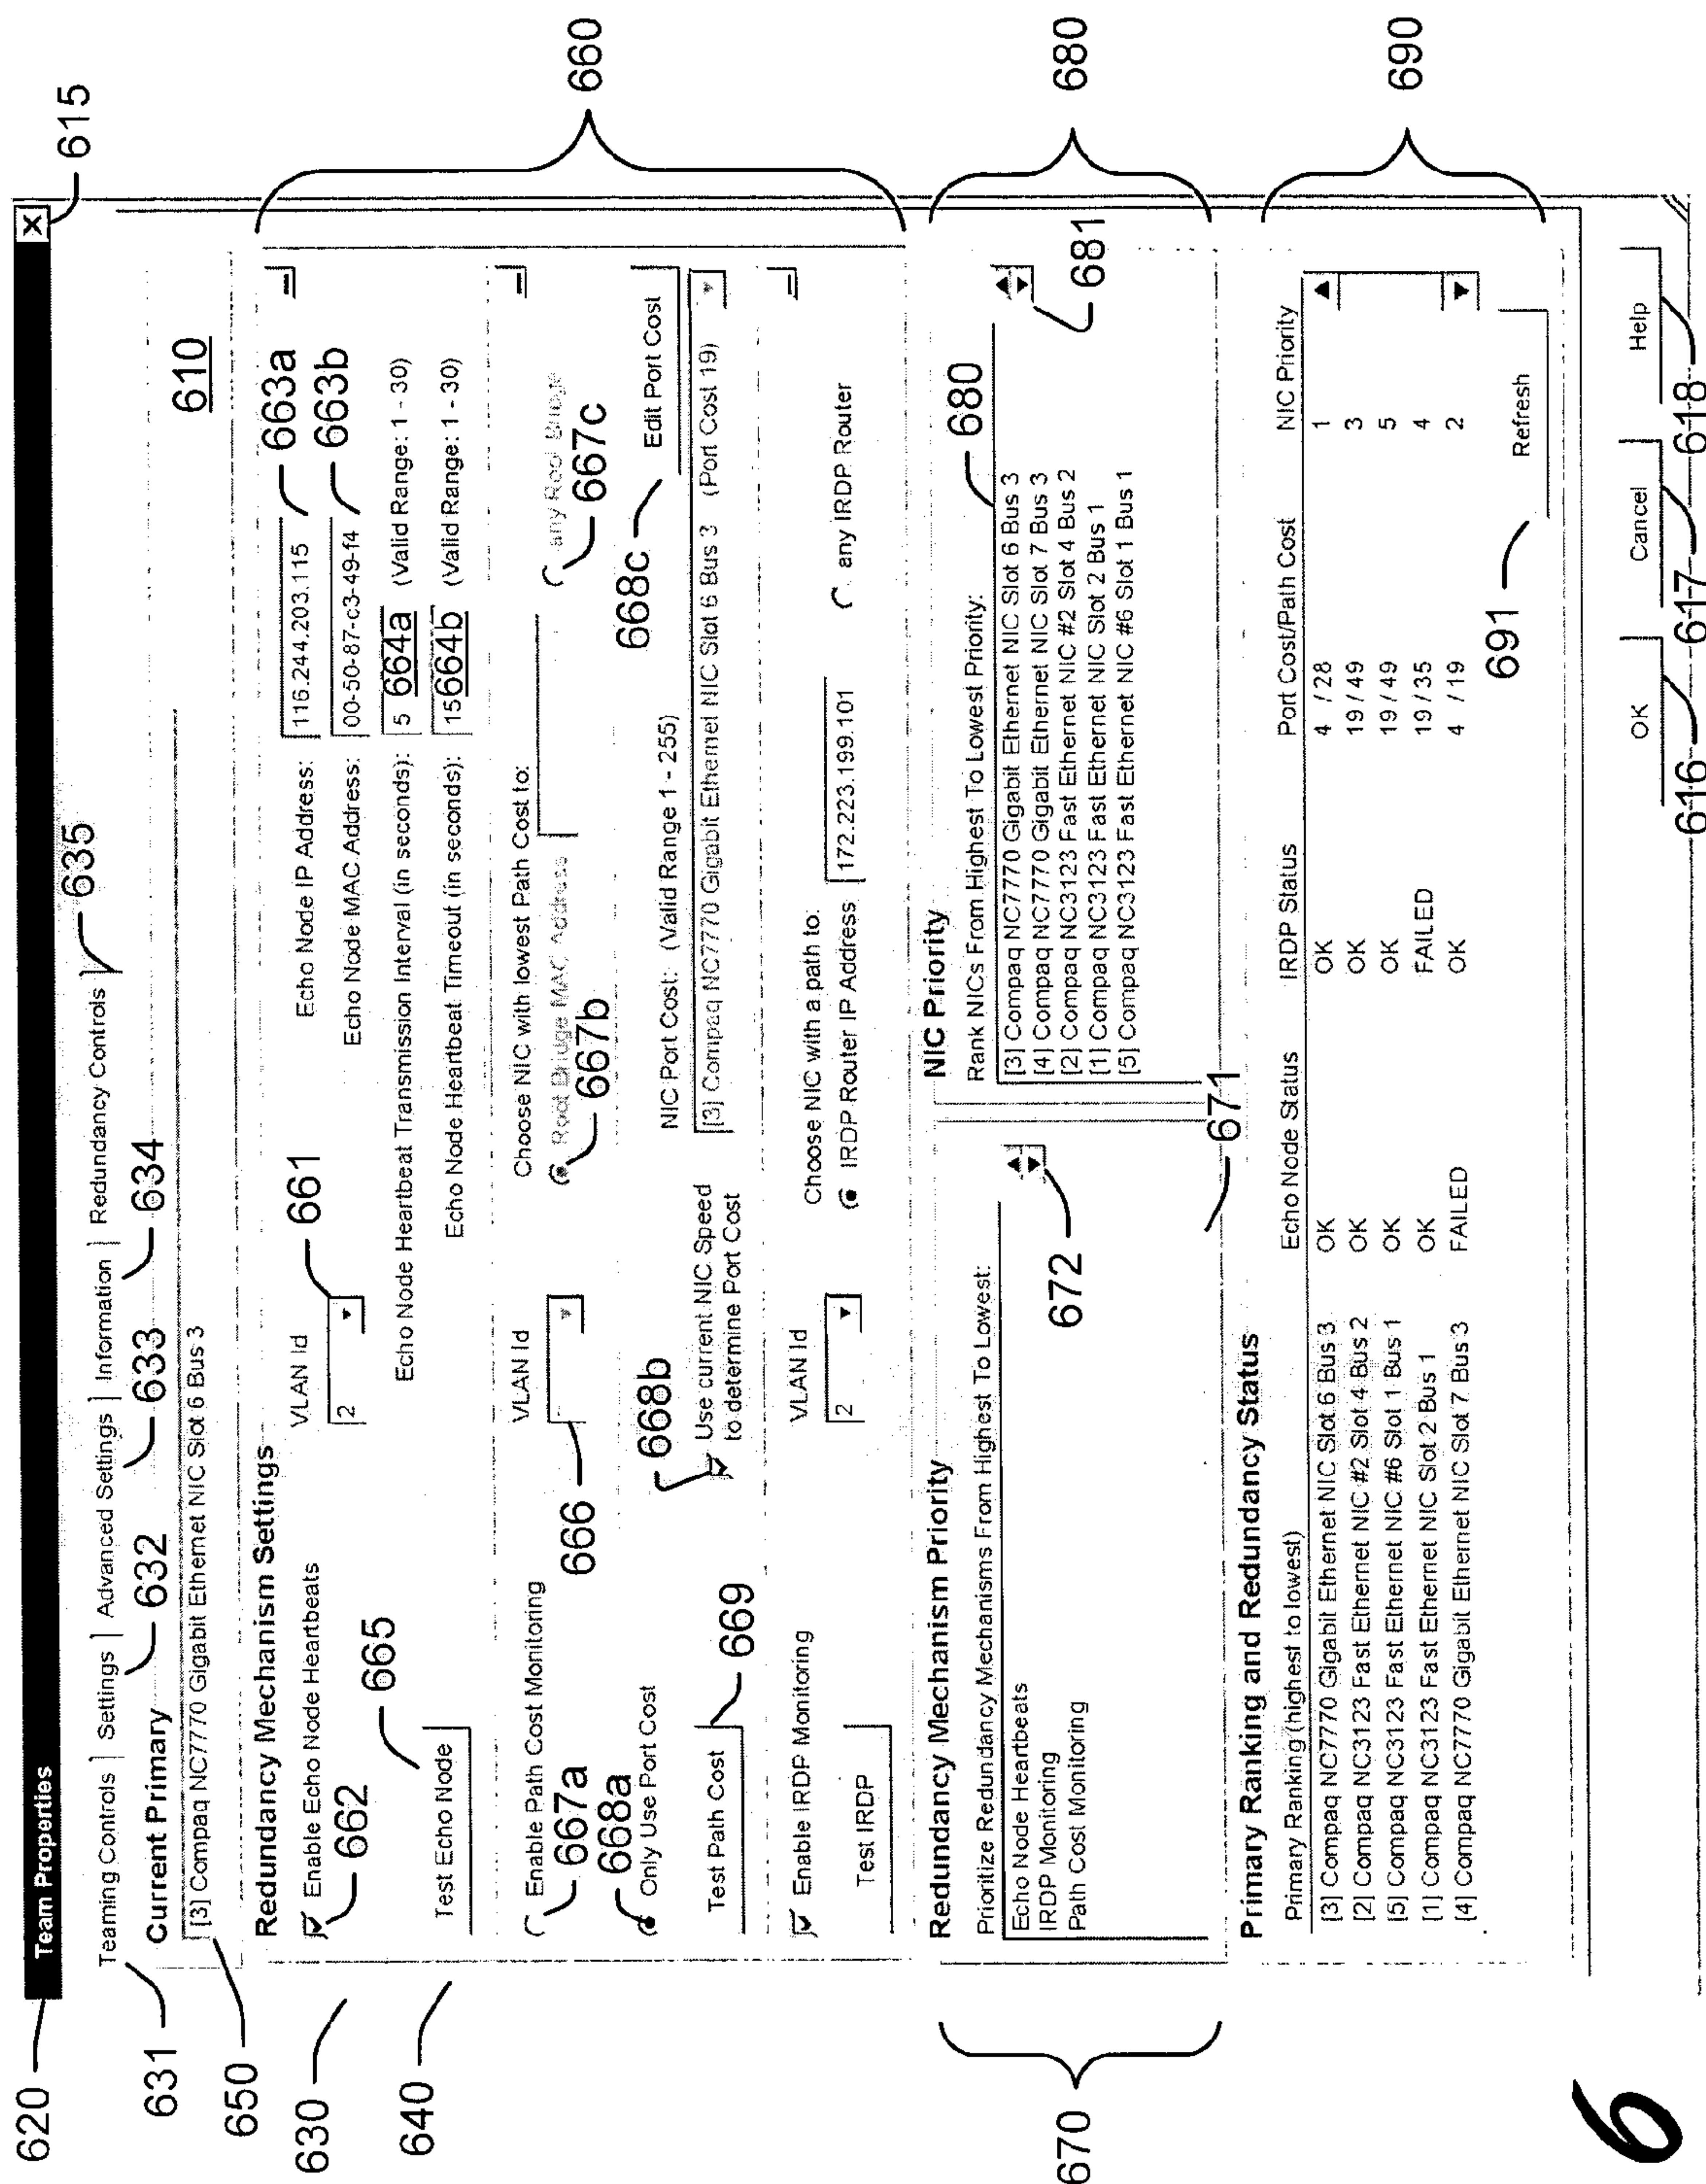 620
Team Properties
X
615
Teaming Controls
Settings
Advanced Settings
Information
Redundancy Controls
635
631
632
633
634
Current Primary
610
650
[3] Compaq NC7770 Gigabit Ethernet NIC Slot 6 Bus 3
Redundancy Mechanism Settings
630
640
660
Enable Echo Node Heartbeats
662
VLAN Id
661
2
Echo Node IP Address:
116.244.203.115
663a
Echo Node MAC Address:
00-50-87-c3-49-f4
663b
Echo Node Heartbeat Transmission Interval (in seconds):
5
664a
(Valid Range: 1 - 30)
665
Test Echo Node
Echo Node Heartbeat Timeout (in seconds):
15
664b
(Valid Range: 1 - 30)
Enable Path Cost Monitoring
667a
VLAN Id
666
Choose NIC with lowest Path Cost to:
Root Bridge MAC Address
667b
any Root Bridge
667c
668a
Only Use Port Cost
668b
Use current NIC Speed
to determine Port Cost
NIC Port Cost: (Valid Range 1 - 255)
668c
Edit Port Cost
[3] Compaq NC7770 Gigabit Ethernet NIC Slot 6 Bus 3 (Port Cost 19)
Test Path Cost
669
Enable IRDP Monitoring
VLAN Id
2
Choose NIC with a path to:
IRDP Router IP Address
172.223.199.101
any IRDP Router
Test IRDP
670
Redundancy Mechanism Priority
Prioritize Redundancy Mechanisms From Highest To Lowest:
Echo Node Heartbeats
IRDP Monitoring
Path Cost Monitoring
672
671
NIC Priority
680
Rank NICs From Highest To Lowest Priority:
680
[3] Compaq NC7770 Gigabit Ethernet NIC Slot 6 Bus 3
[4] Compaq NC7770 Gigabit Ethernet NIC Slot 7 Bus 3
[2] Compaq NC3123 Fast Ethernet NIC #2 Slot 4 Bus 2
[1] Compaq NC3123 Fast Ethernet NIC Slot 2 Bus 1
[5] Compaq NC3123 Fast Ethernet NIC #6 Slot 1 Bus 1
681
Primary Ranking and Redundancy Status
690
Primary Ranking (highest to lowest) Echo Node Status IRDP Status Port Cost/Path Cost NIC Priority
[3] Compaq NC7770 Gigabit Ethernet NIC Slot 6 Bus 3 OK OK 4 / 28 1
[2] Compaq NC3123 Fast Ethernet NIC #2 Slot 4 Bus 2 OK OK 19 / 49 3
[5] Compaq NC3123 Fast Ethernet NIC #6 Slot 1 Bus 1 OK OK 19 / 49 5
[1] Compaq NC3123 Fast Ethernet NIC Slot 2 Bus 1 OK FAILED 19 / 35 4
[4] Compaq NC7770 Gigabit Ethernet NIC Slot 7 Bus 3 FAILED OK 4 / 19 2
691
Refresh
OK
Cancel
Help
616
617
618
6